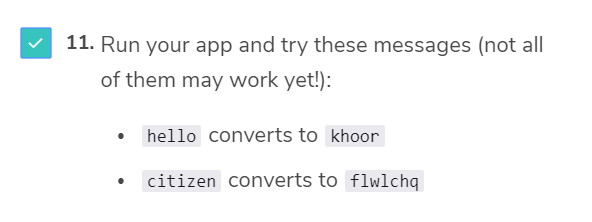 11. Run your app and try these messages (not all
of them may work yet!):
• hello converts to khoor
• citizen converts to flwlchq